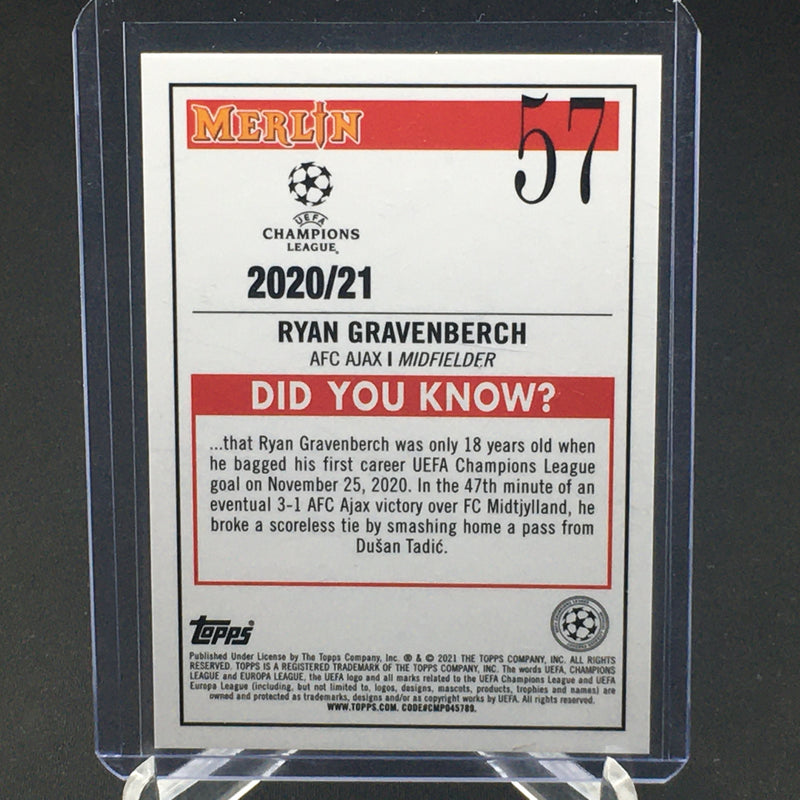 MERLIN
57
UEFA
CHAMPIONS
LEAGUE
2020/21
RYAN GRAVENBERCH
AFC AJAX I MIDFIELDER
DID YOU KNOW?
...that Ryan Gravenberch was only 18 years old when
he bagged his first career UEFA Champions League
goal on November 25, 2020. In the 47th minute of an
eventual 3-1 AFC Ajax victory over FC Midtjylland, he
broke a scoreless tie by smashing home a pass from
Dušan Tadić.
topps
Published Under License by The Topps Company, Inc. ® & © 2021 THE TOPPS COMPANY, INC. ALL RIGHTS
RESERVED. TOPPS IS A REGISTERED TRADEMARK OF THE TOPPS COMPANY, INC. The words UEFA, CHAMPIONS
LEAGUE and EUROPA LEAGUE, the UEFA logo and all marks related to the UEFA Champions League and UEFA
Europa League (including, but not limited to, logos, designs, mascots, products, trophies and names) are
owned and protected as trademarks, designs and/or as copyright works by UEFA. All rights reserved.
WWW.TOPPS.COM. CODE#CMP045789.